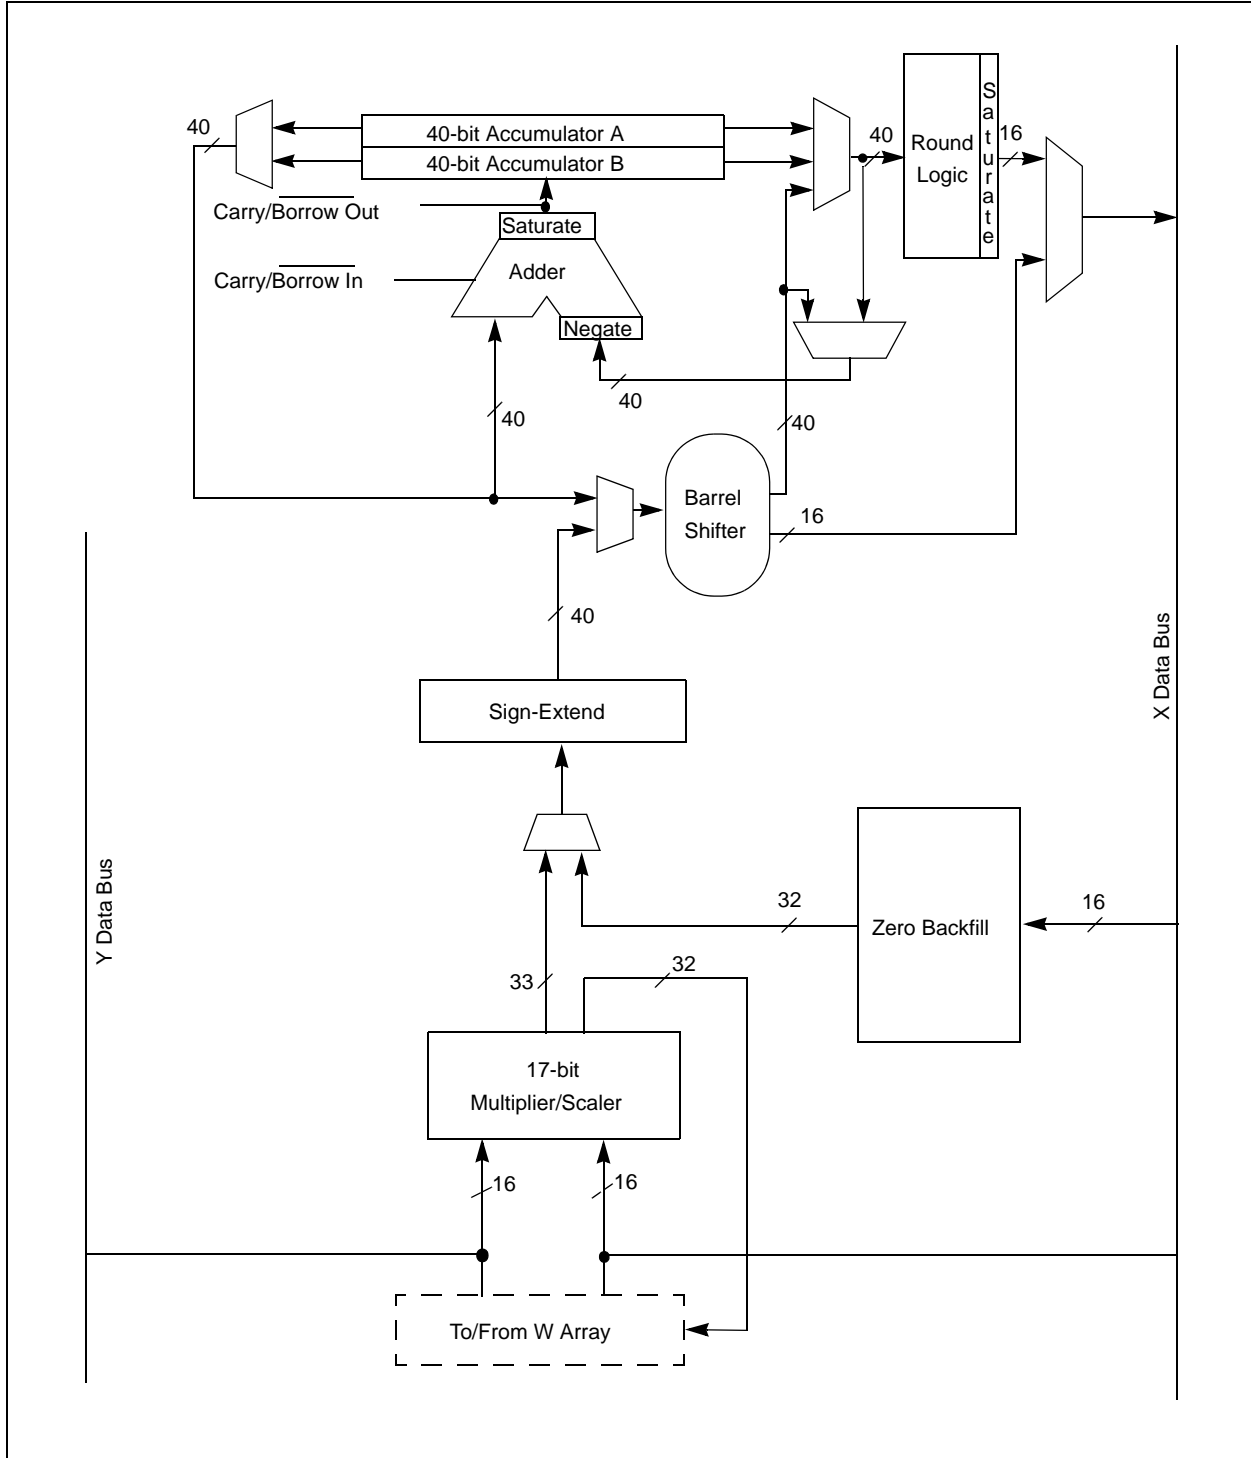 40
40-bit Accumulator A
40-bit Accumulator B
40
Round
Logic
Saturate
16
Carry/Borrow Out
Saturate
Carry/Borrow In
Adder
Negate
40
40
40
Barrel
Shifter
16
40
X Data Bus
Sign-Extend
Y Data Bus
32
Zero Backfill
16
33
32
17-bit
Multiplier/Scaler
16
16
To/From W Array